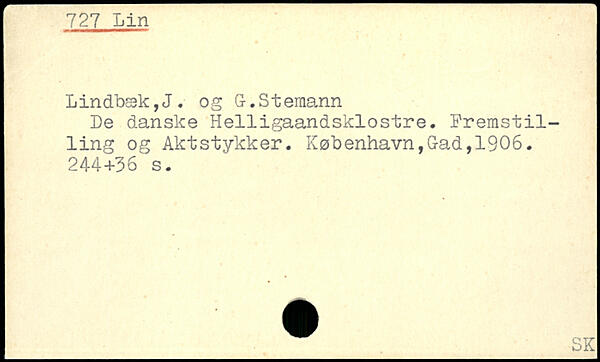 727 Lin
Lindbæk,J. og G.Stemann
De danske Helligaandsklostre. Fremstil-
ling og Aktstykker. København,Gad,1906.
244+36 s.
SK